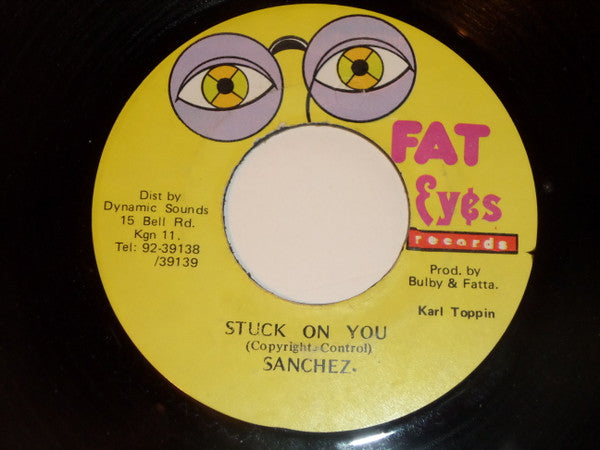 FAT
Eyes
records
Dist by
Dynamic Sounds
15 Bell Rd.
Kgn 11.
Tel: 92-39138
/39139
Prod. by
Bulby & Fatta.
Karl Toppin
STUCK ON YOU
(Copyright. Control)
SANCHEZ.